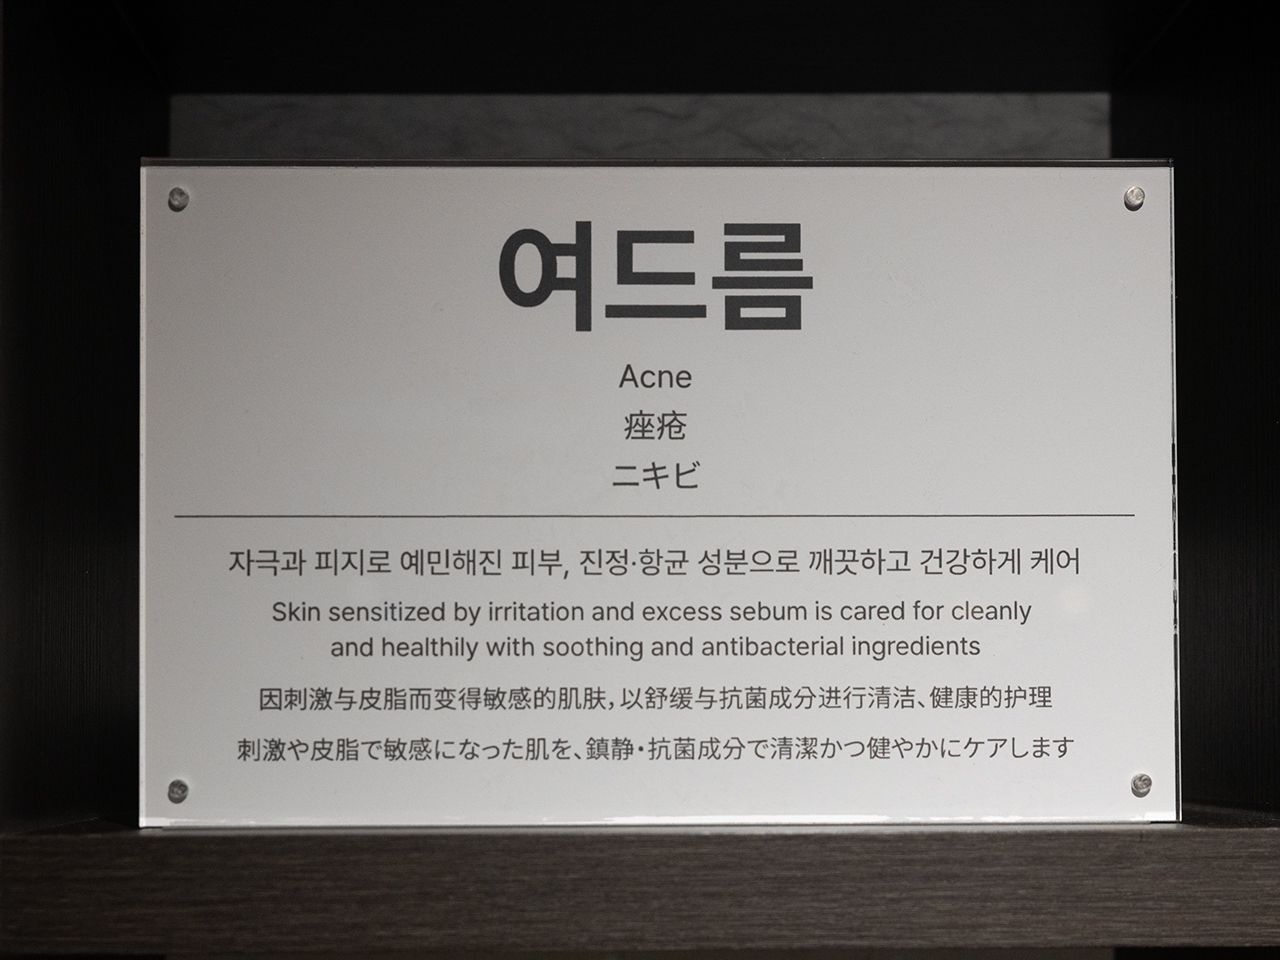 여드름
Acne
痤疮
ニキビ
자극과 피지로 예민해진 피부, 진정·항균 성분으로 깨끗하고 건강하게 케어
Skin sensitized by irritation and excess sebum is cared for cleanly
and healthily with soothing and antibacterial ingredients
因刺激与皮脂而变得敏感的肌肤，以舒缓与抗菌成分进行清洁、健康的护理
刺激や皮脂で敏感になった肌を、鎮静・抗菌成分で清潔かつ健やかにケアします